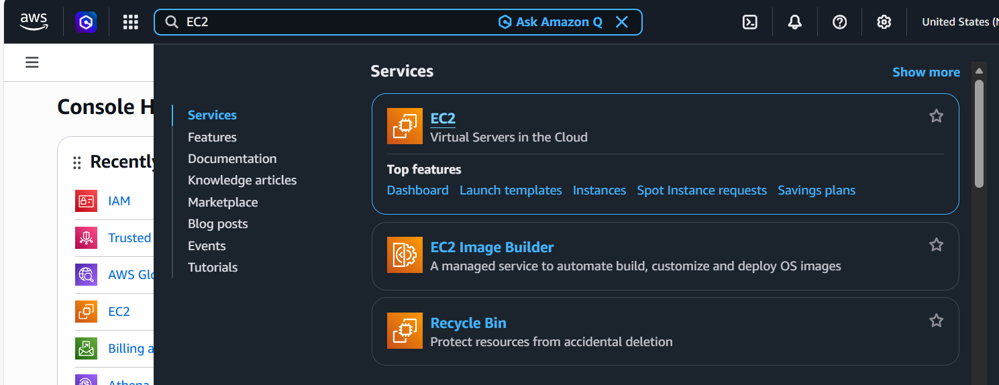 aws
EC2
Ask Amazon Q
United States
Services
Show more
Console
Services
Features
Documentation
Knowledge articles
Marketplace
Blog posts
Events
Tutorials
Recently
IAM
Trusted
AWS
EC2
Billing
Athena
EC2
Virtual Servers in the Cloud
Top features
Dashboard Launch templates Instances Spot Instance requests Savings plans
EC2 Image Builder
A managed service to automate build, customize and deploy OS images
Recycle Bin
Protect resources from accidental deletion